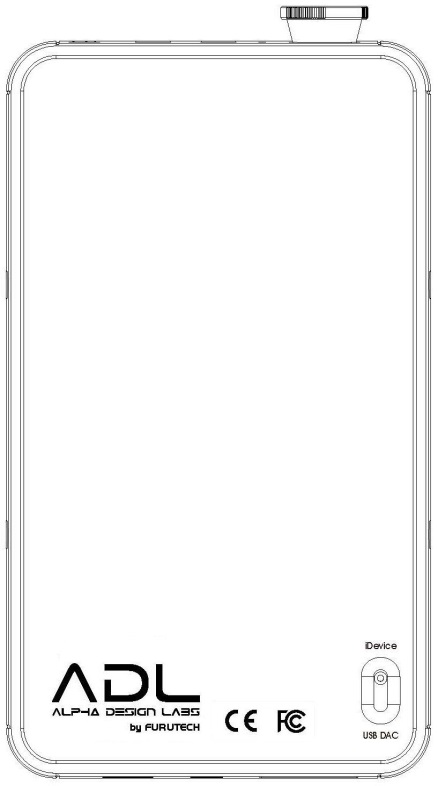 iDevice
ADL
ALPHA DESIGN LABS
by FURUTECH
CE FC
USB DAC